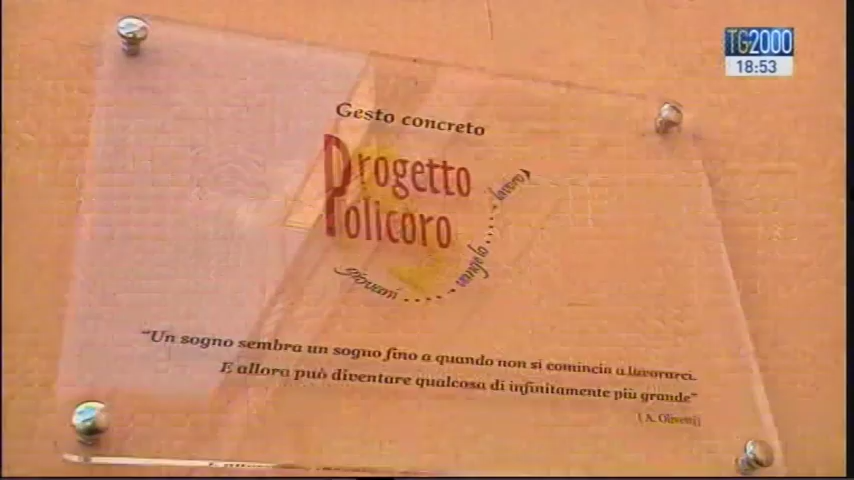 TG2000
18:53
Gesto concreto
Progetto
Policoro
giovani
vangelo
lavoro
“Un sogno sembra un sogno fino a quando non si comincia a lavorarci.
E allora può diventare qualcosa di infinitamente più grande”
( A. Olivetti)